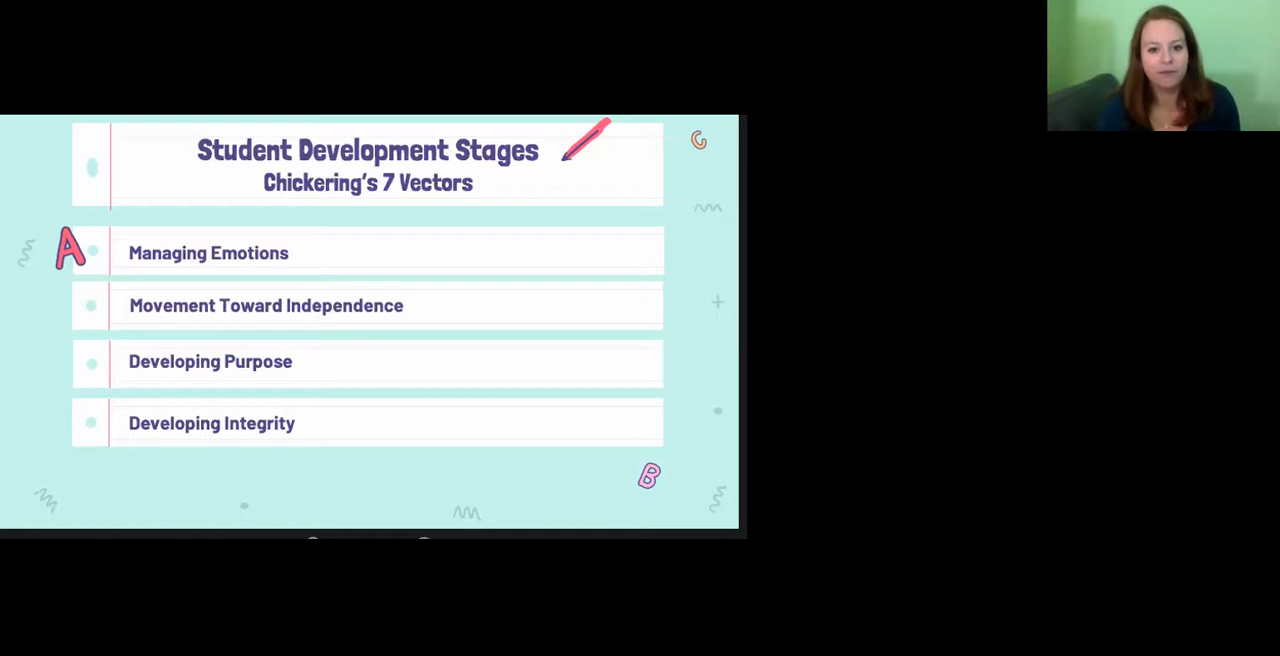 Student Development Stages
Chickering's 7 Vectors
C
A
Managing Emotions
Movement Toward Independence
Developing Purpose
Developing Integrity
B